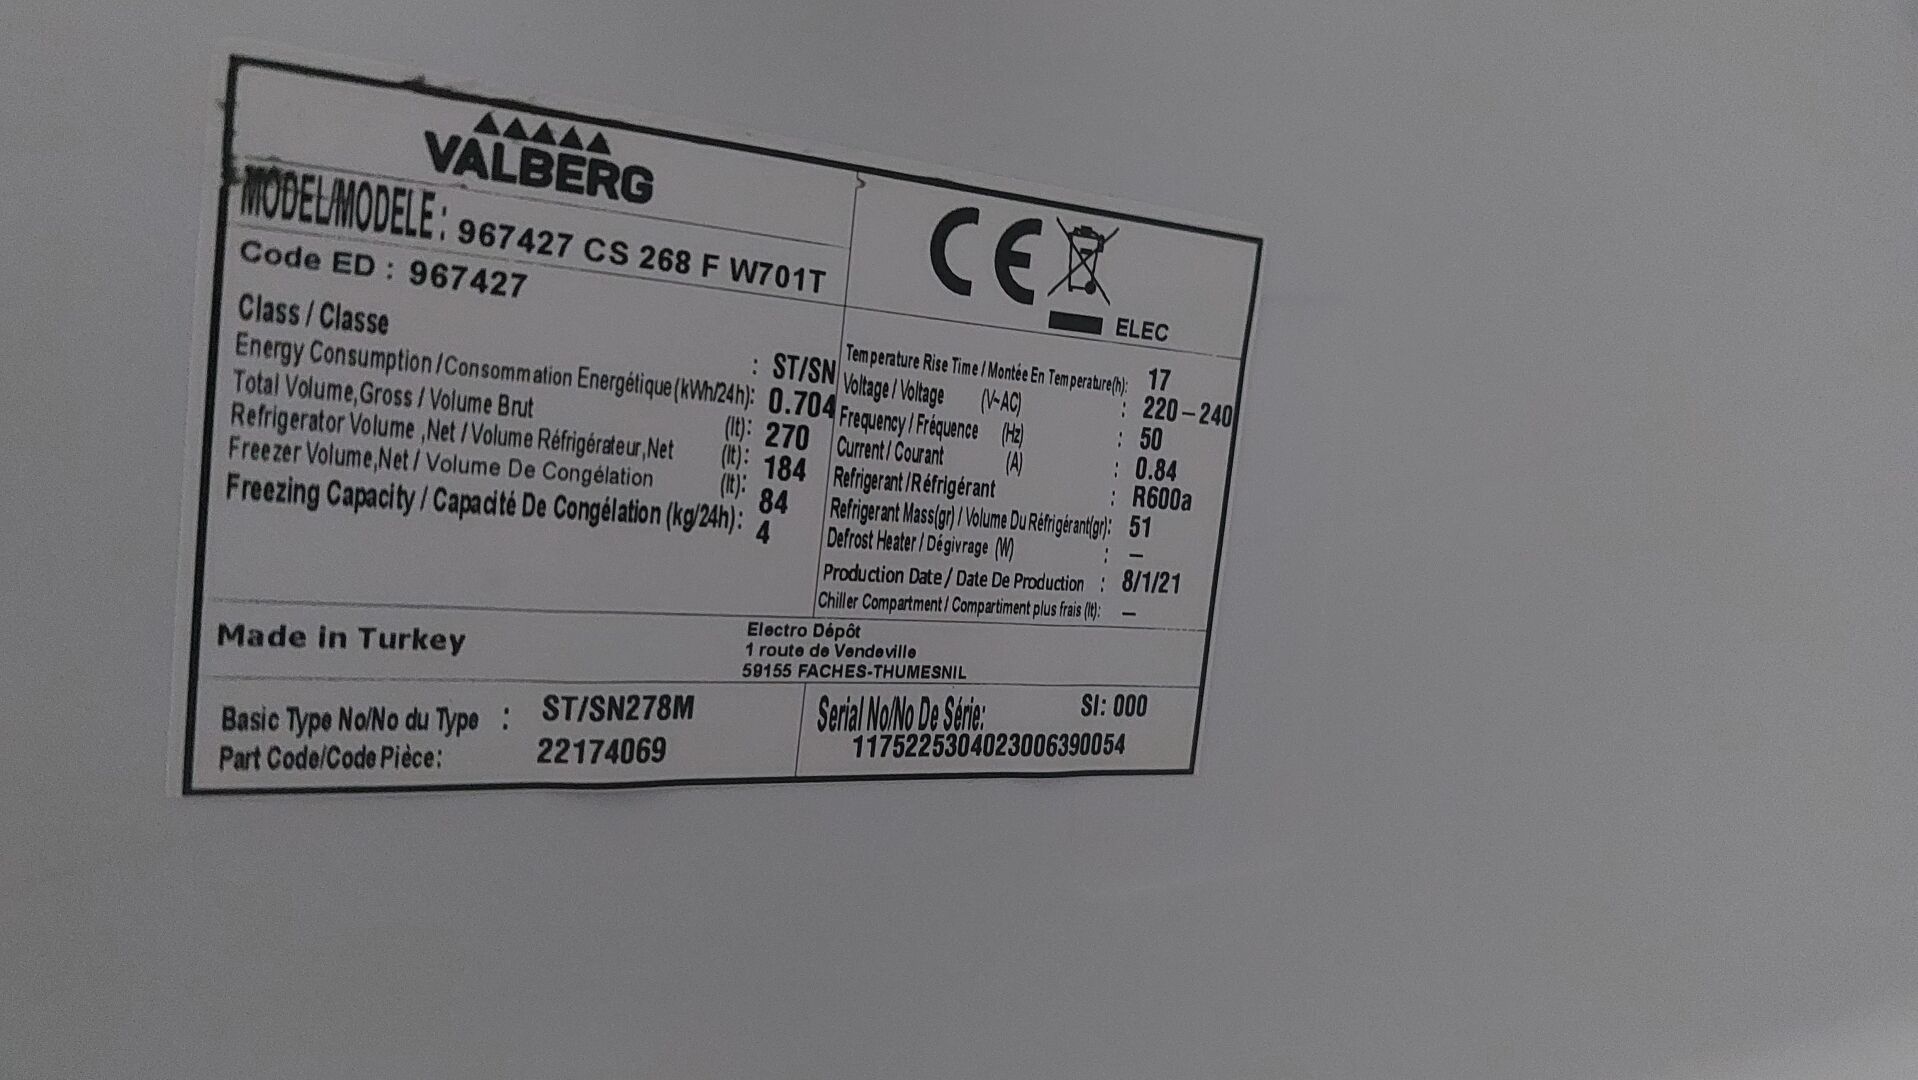 VALBERG
MODEL/MODELE : 967427 CS 268 F W701T
Code ED : 967427
Class / Classe : ST/SN
Energy Consumption / Consommation Energétique (kWh/24h): 0.704
Total Volume,Gross / Volume Brut (lt): 270
Refrigerator Volume ,Net / Volume Réfrigérateur,Net (lt): 184
Freezer Volume,Net / Volume De Congélation (lt): 84
Freezing Capacity / Capacité De Congélation (kg/24h): 4
CE
ELEC
Temperature Rise Time / Montée En Temperature(h): 17
Voltage / Voltage (V~AC) : 220-240
Frequency / Fréquence (Hz) : 50
Current / Courant (A) : 0.84
Refrigerant / Réfrigérant : R600a
Refrigerant Mass(gr) / Volume Du Réfrigérant(gr): 51
Defrost Heater / Dégivrage (W) : –
Production Date / Date De Production : 8/1/21
Chiller Compartment / Compartiment plus frais (lt): –
Made in Turkey
Electro Dépôt
1 route de Vendeville
59155 FACHES-THUMESNIL
Basic Type No/No du Type : ST/SN278M
Part Code/Code Pièce: 22174069
Serial No/No De Série: SI: 000
1175225304023006390054